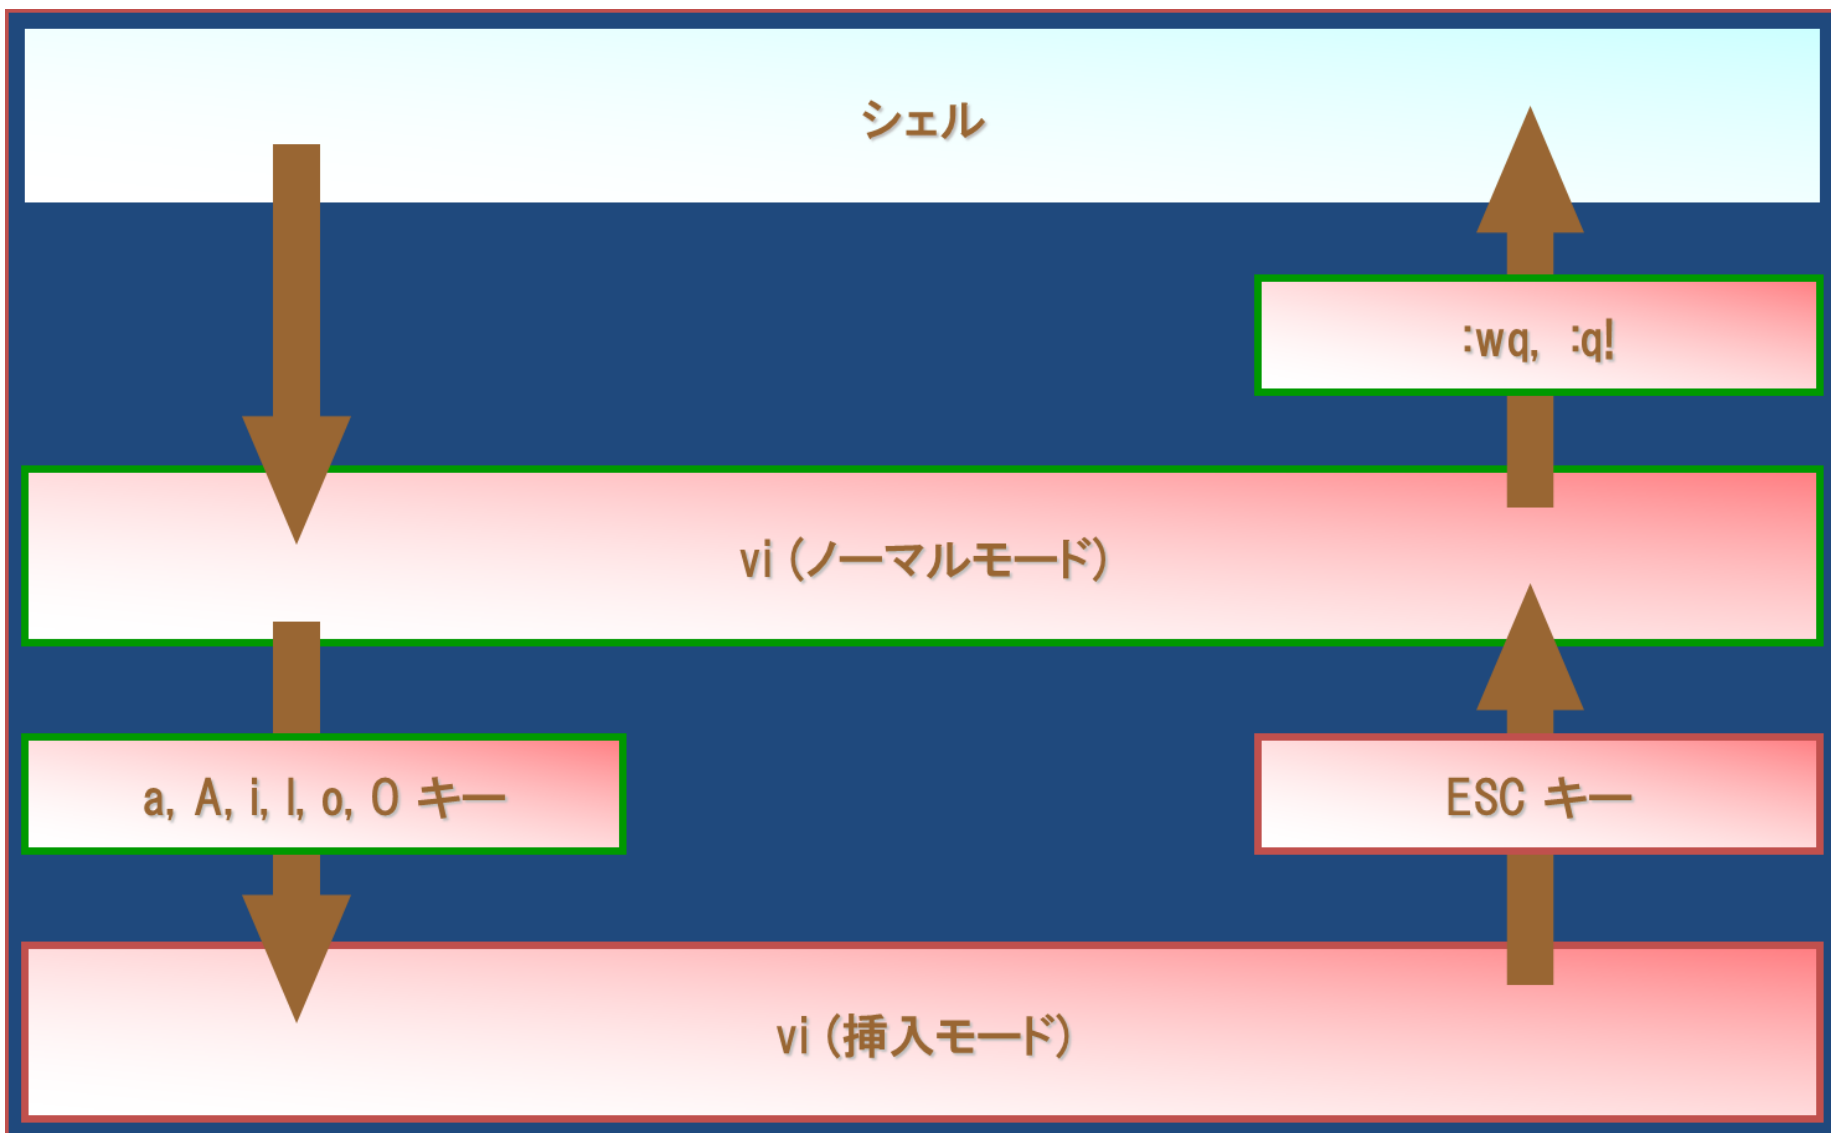 シェル
:wq, :q!
vi (ノーマルモード)
a, A, i, I, o, O キー
ESC キー
vi (挿入モード)